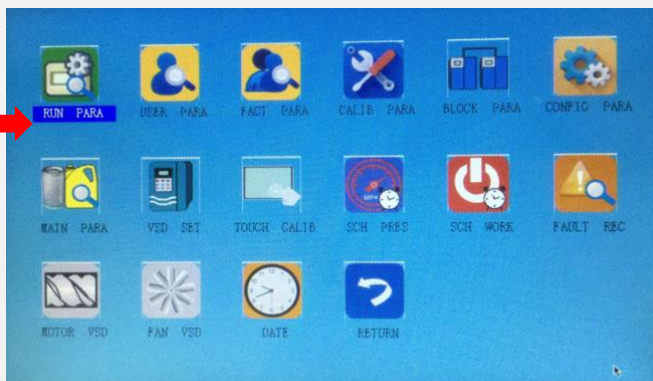 RUN PARA
USER PARA
FACT PARA
CALIB PARA
BLOCK PARA
CONFIG PARA
MAIN PARA
VSD SET
TOUCH CALIB
SCH PRES
SCH WORK
FAULT REC
MOTOR VSD
FAN VSD
DATE
RETURN